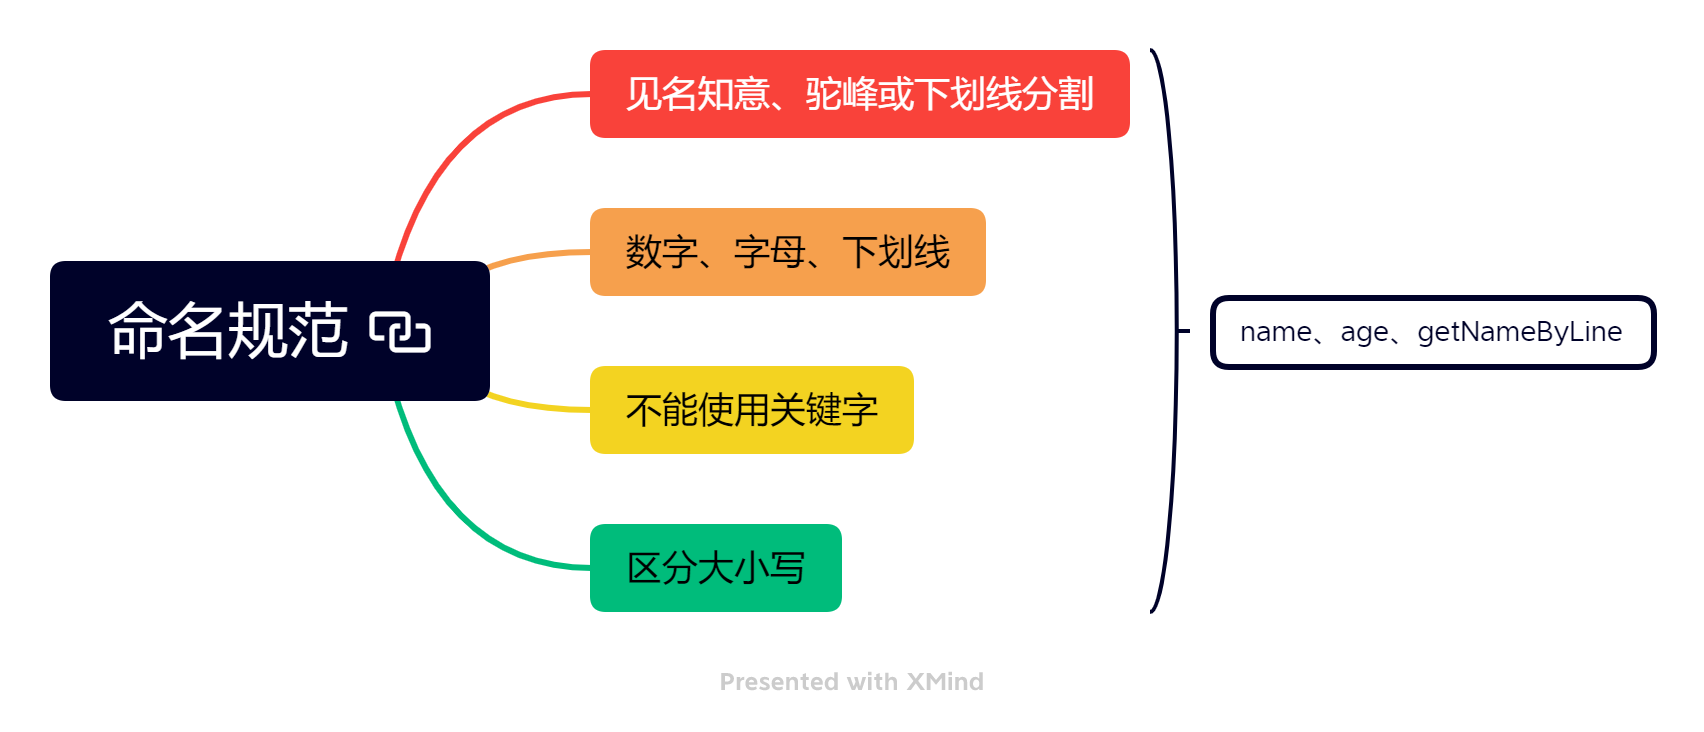 见名知意、驼峰或下划线分割
数字、字母、下划线
命名规范
name、age、getNameByLine
不能使用关键字
区分大小写
Presented with XMind